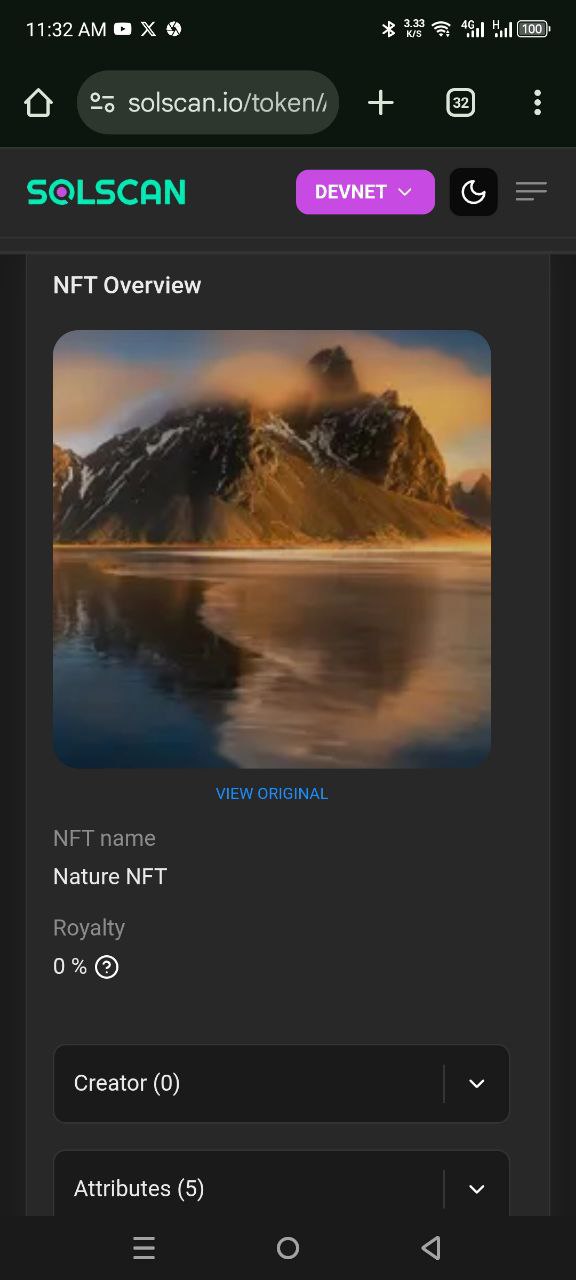 11:32 AM
3.33 K/S 4G H 100
solscan.io/token/
32
SOLSCAN
DEVNET
NFT Overview
VIEW ORIGINAL
NFT name
Nature NFT
Royalty
0 %
Creator (0)
Attributes (5)